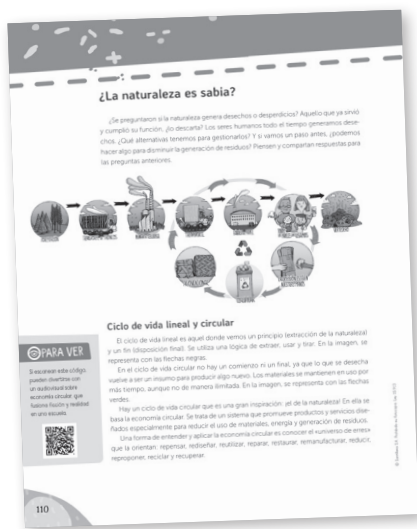 ¿La naturaleza es sabia?
¿Se preguntaron si la naturaleza genera desechos o desperdicios? Aquello que ya sirvió
y cumplió su función, ¿lo descarta? Los seres humanos todo el tiempo generamos dese-
chos. ¿Qué alternativas tenemos para gestionarlos? Y si vamos un paso antes, ¿podemos
hacer algo para disminuir la generación de residuos? Piensen y compartan respuestas para
las preguntas anteriores.
Ciclo de vida lineal y circular
El ciclo de vida lineal es aquel donde vemos un principio (extracción de la naturaleza)
y un fin (disposición final). Se utiliza una lógica de extraer, usar y tirar. En la imagen, se
representa con las flechas negras.
En el ciclo de vida circular no hay un comienzo ni un final, ya que lo que se desecha
vuelve a ser un insumo para producir algo nuevo. Los materiales se mantienen en uso por
más tiempo, aunque no de manera ilimitada. En la imagen, se representa con las flechas
verdes.
Hay un ciclo de vida circular que es una gran inspiración: ¡el de la naturaleza! En ella se
basa la economía circular. Se trata de un sistema que promueve productos y servicios dise-
ñados especialmente para reducir el uso de materiales, energía y generación de residuos.
Una forma de entender y aplicar la economía circular es conocer el «universo de erres»
que la orientan: repensar, rediseñar, reutilizar, reparar, restaurar, remanufacturar, reducir,
reproponer, reciclar y recuperar.
PARA VER
Si escanean este código,
pueden divertirse con
un audiovisual sobre
economía circular que
fusiona ficción y realidad
en una escuela.
110